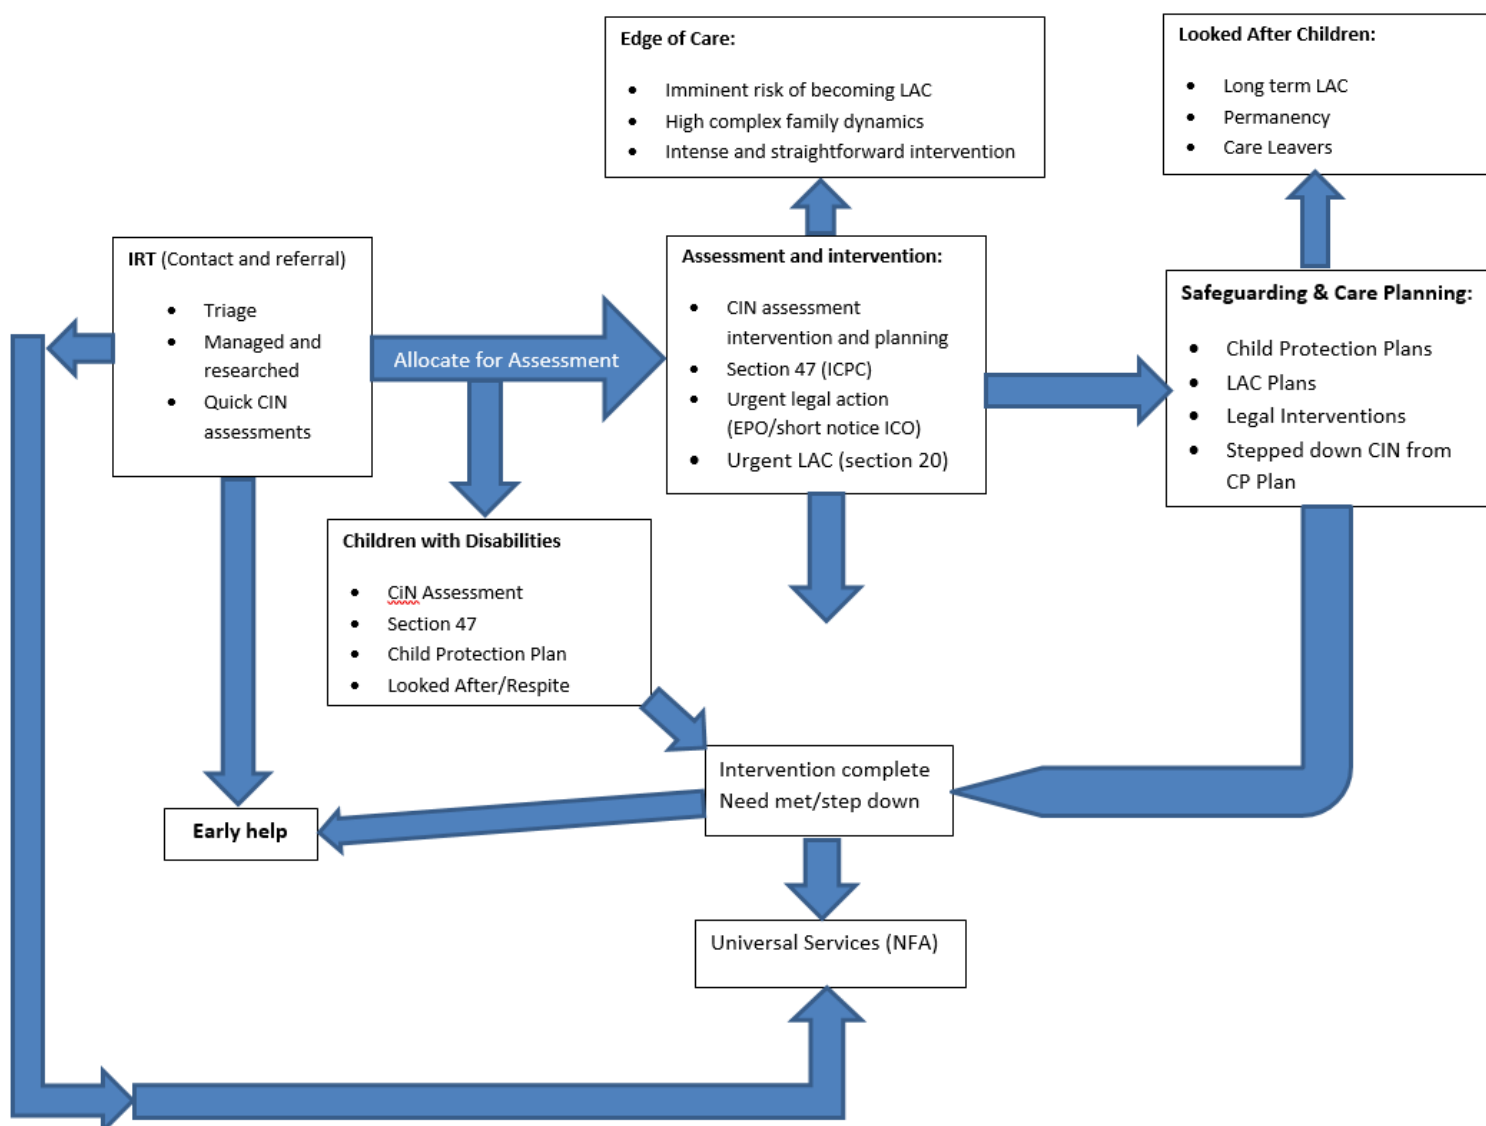 Edge of Care:
Imminent risk of becoming LAC
High complex family dynamics
Intense and straightforward intervention
Looked After Children:
Long term LAC
Permanency
Care Leavers
IRT (Contact and referral)
Triage
Managed and
researched
Quick CIN
assessments
Allocate for Assessment
Assessment and intervention:
CIN assessment
intervention and planning
Section 47 (ICPC)
Urgent legal action
(EPO/short notice ICO)
Urgent LAC (section 20)
Safeguarding & Care Planning:
Child Protection Plans
LAC Plans
Legal Interventions
Stepped down CIN from
CP Plan
Children with Disabilities
CiN Assessment
Section 47
Child Protection Plan
Looked After/Respite
Intervention complete
Need met/step down
Early help
Universal Services (NFA)